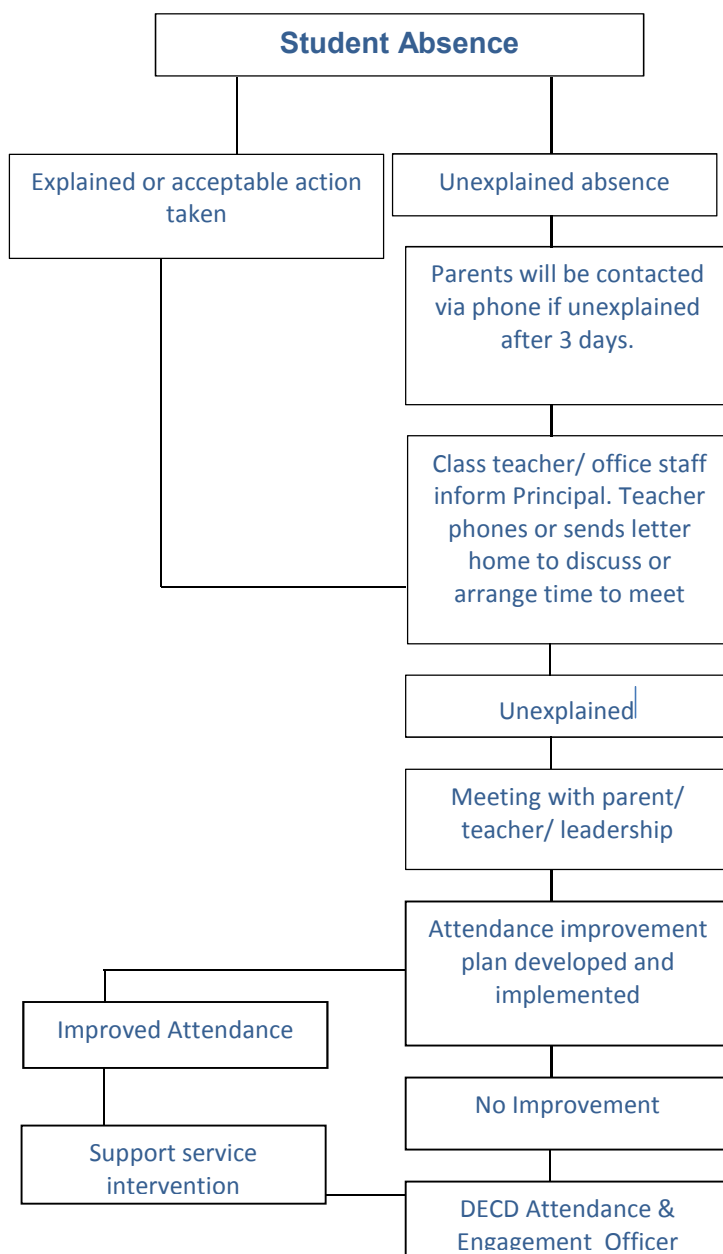 Student Absence
Explained or acceptable action
taken
Unexplained absence
Parents will be contacted
via phone if unexplained
after 3 days.
Class teacher/ office staff
inform Principal. Teacher
phones or sends letter
home to discuss or
arrange time to meet
Unexplained
Meeting with parent/
teacher/ leadership
Attendance improvement
plan developed and
implemented
Improved Attendance
No Improvement
Support service
intervention
DECD Attendance &
Engagement Officer